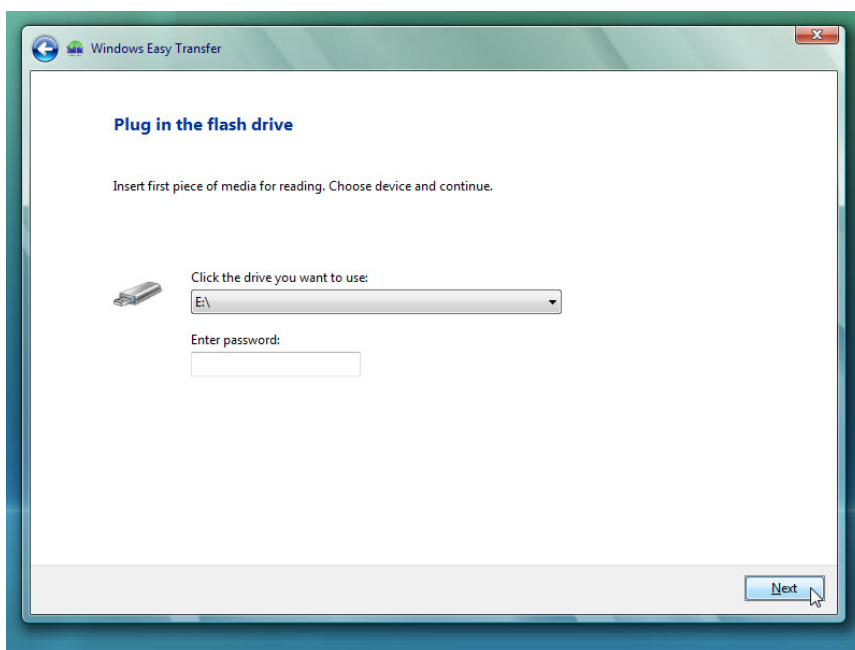 Windows Easy Transfer
Plug in the flash drive
Insert first piece of media for reading. Choose device and continue.
Click the drive you want to use:
E:\
Enter password:
Next